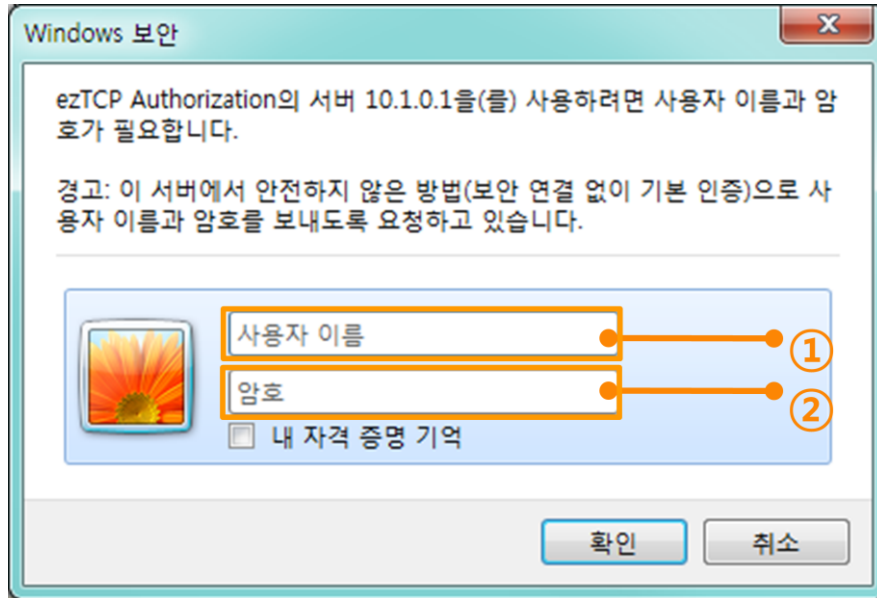 Windows 보안
ezTCP Authorization의 서버 10.1.0.1을(를) 사용하려면 사용자 이름과 암
호가 필요합니다.
경고: 이 서버에서 안전하지 않은 방법(보안 연결 없이 기본 인증)으로 사
용자 이름과 암호를 보내도록 요청하고 있습니다.
사용자 이름
①
암호
②
내 자격 증명 기억
확인 취소